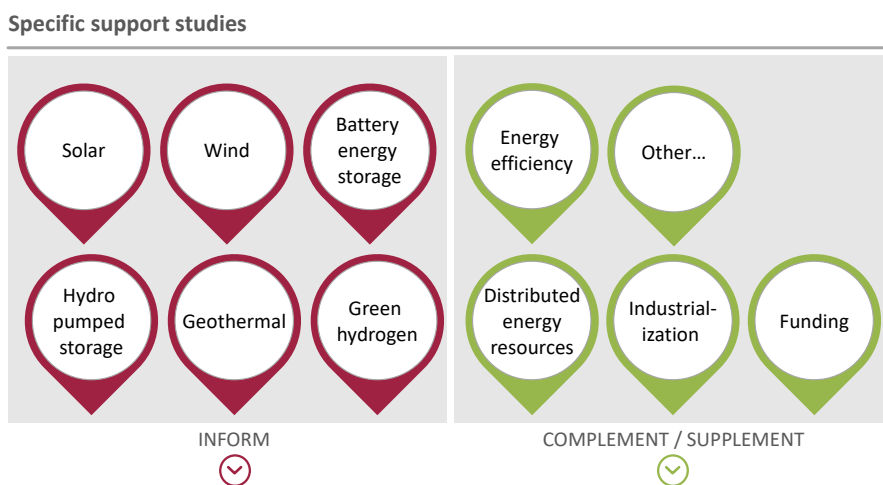 Specific support studies
Solar
Wind
Battery
energy
storage
Hydro
pumped
storage
Geothermal
Green
hydrogen
INFORM
Energy
efficiency
Other...
Distributed
energy
resources
Industrial-
ization
Funding
COMPLEMENT / SUPPLEMENT